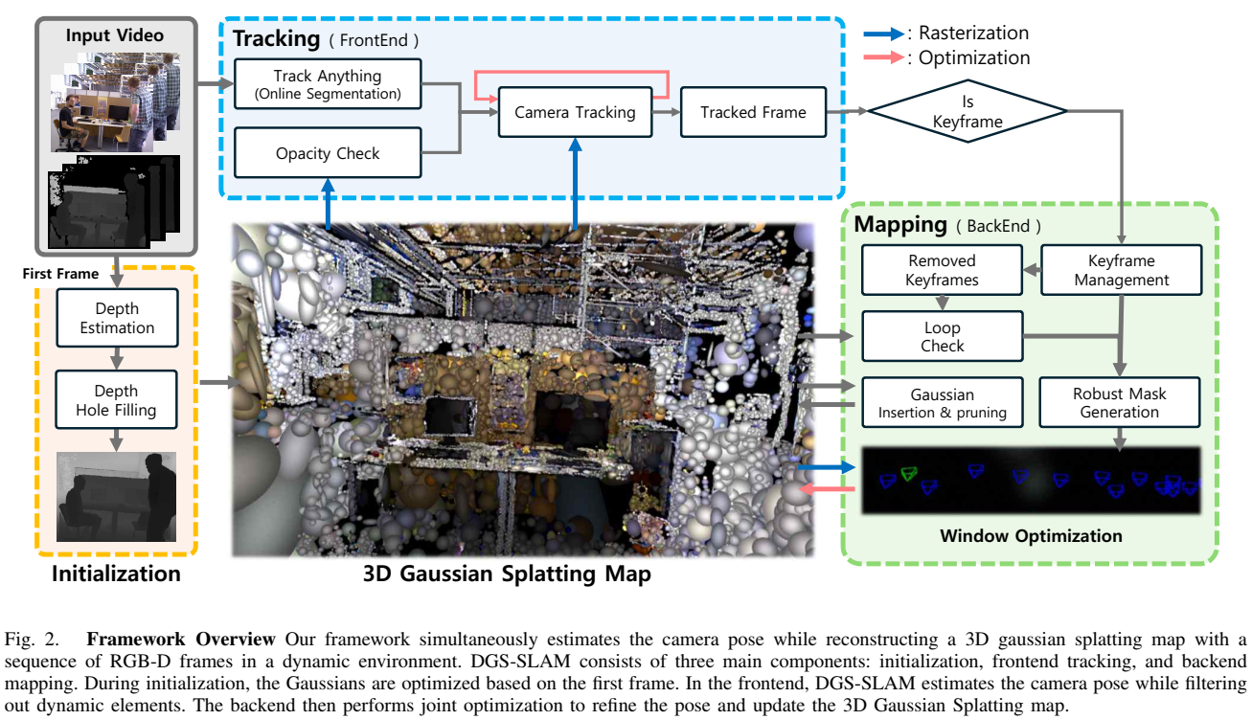 Input Video
Tracking ( FrontEnd )
: Rasterization
: Optimization
Track Anything
(Online Segmentation)
Opacity Check
Camera Tracking
Tracked Frame
Is
Keyframe
Mapping ( BackEnd )
Removed
Keyframes
Keyframe
Management
Loop
Check
Gaussian
Insertion & pruning
Robust Mask
Generation
Window Optimization
First Frame
Depth
Estimation
Depth
Hole Filling
Initialization
3D Gaussian Splatting Map
Fig. 2. Framework Overview Our framework simultaneously estimates the camera pose while reconstructing a 3D gaussian splatting map with a
sequence of RGB-D frames in a dynamic environment. DGS-SLAM consists of three main components: initialization, frontend tracking, and backend
mapping. During initialization, the Gaussians are optimized based on the first frame. In the frontend, DGS-SLAM estimates the camera pose while filtering
out dynamic elements. The backend then performs joint optimization to refine the pose and update the 3D Gaussian Splatting map.